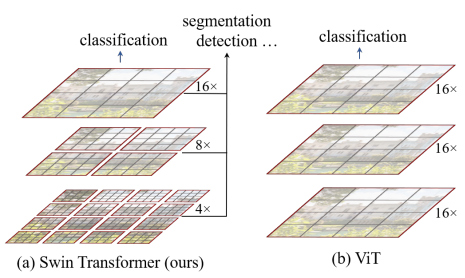 segmentation
detection ...
classification
16×
8×
4×
(a) Swin Transformer (ours)
classification
16×
16×
16×
(b) ViT